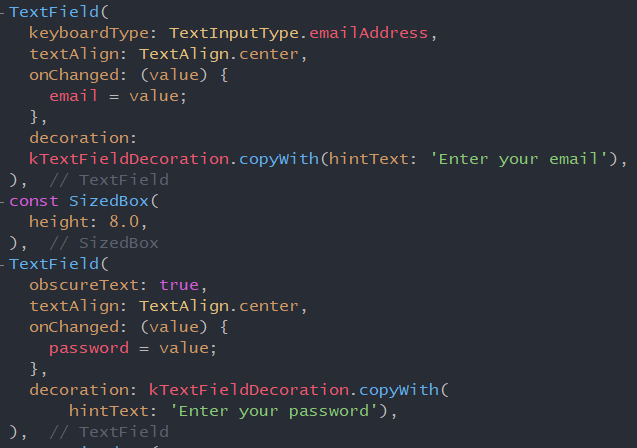 TextField(
keyboardType: TextInputType.emailAddress,
textAlign: TextAlign.center,
onChanged: (value) {
email = value;
},
decoration:
kTextFieldDecoration.copyWith(hintText: 'Enter your email'),
), // TextField
const SizedBox(
height: 8.0,
), // SizedBox
TextField(
obscureText: true,
textAlign: TextAlign.center,
onChanged: (value) {
password = value;
},
decoration: kTextFieldDecoration.copyWith(
hintText: 'Enter your password'),
), // TextField